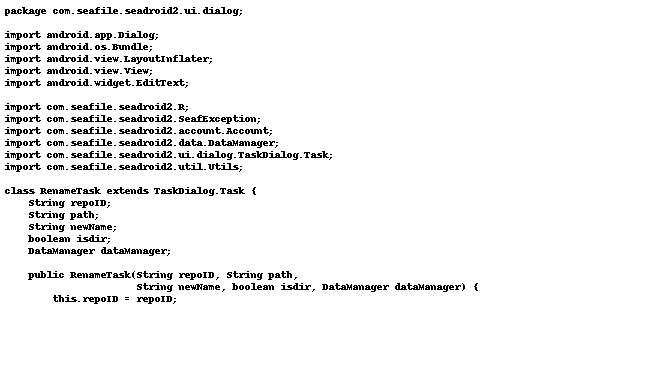 package com.seafile.seadroid2.ui.dialog;

import android.app.Dialog;
import android.os.Bundle;
import android.view.LayoutInflater;
import android.view.View;
import android.widget.EditText;

import com.seafile.seadroid2.R;
import com.seafile.seadroid2.SeafException;
import com.seafile.seadroid2.account.Account;
import com.seafile.seadroid2.data.DataManager;
import com.seafile.seadroid2.ui.dialog.TaskDialog.Task;
import com.seafile.seadroid2.util.Utils;

class RenameTask extends TaskDialog.Task {
    String repoID;
    String path;
    String newName;
    boolean isdir;
    DataManager dataManager;

    public RenameTask(String repoID, String path,
                      String newName, boolean isdir, DataManager dataManager) {
        this.repoID = repoID;